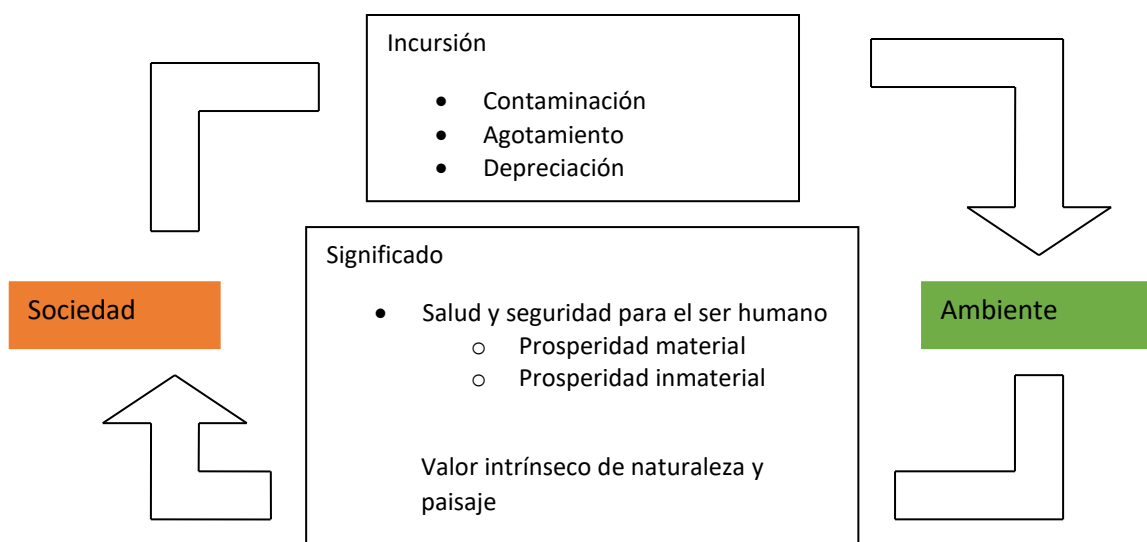 Incursión
• Contaminación
• Agotamiento
• Depreciación
Sociedad
Significado
• Salud y seguridad para el ser humano
o Prosperidad material
o Prosperidad inmaterial
Valor intrínseco de naturaleza y
paisaje
Ambiente